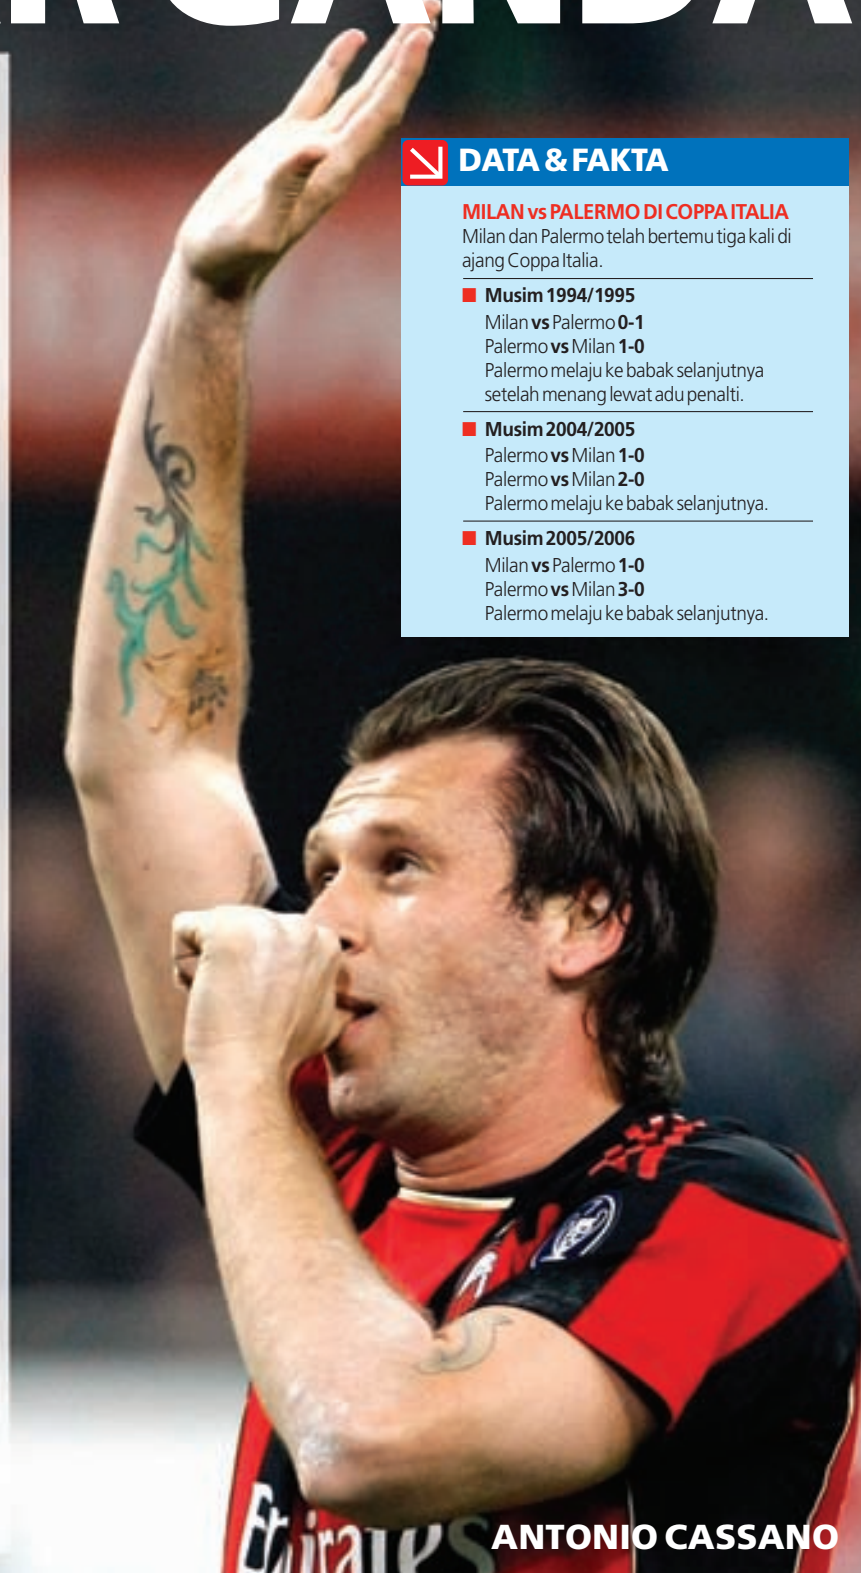 DATA & FAKTA
MILAN vs PALERMO DI COPPA ITALIA
Milan dan Palermo telah bertemu tiga kali di
ajang Coppa Italia.
Musim 1994/1995
Milan vs Palermo 0-1
Palermo vs Milan 1-0
Palermo melaju ke babak selanjutnya
setelah menang lewat adu penalti.
Musim 2004/2005
Palermo vs Milan 1-0
Palermo vs Milan 2-0
Palermo melaju ke babak selanjutnya.
Musim 2005/2006
Milan vs Palermo 1-0
Palermo vs Milan 3-0
Palermo melaju ke babak selanjutnya.
Emirates
ANTONIO CASSANO